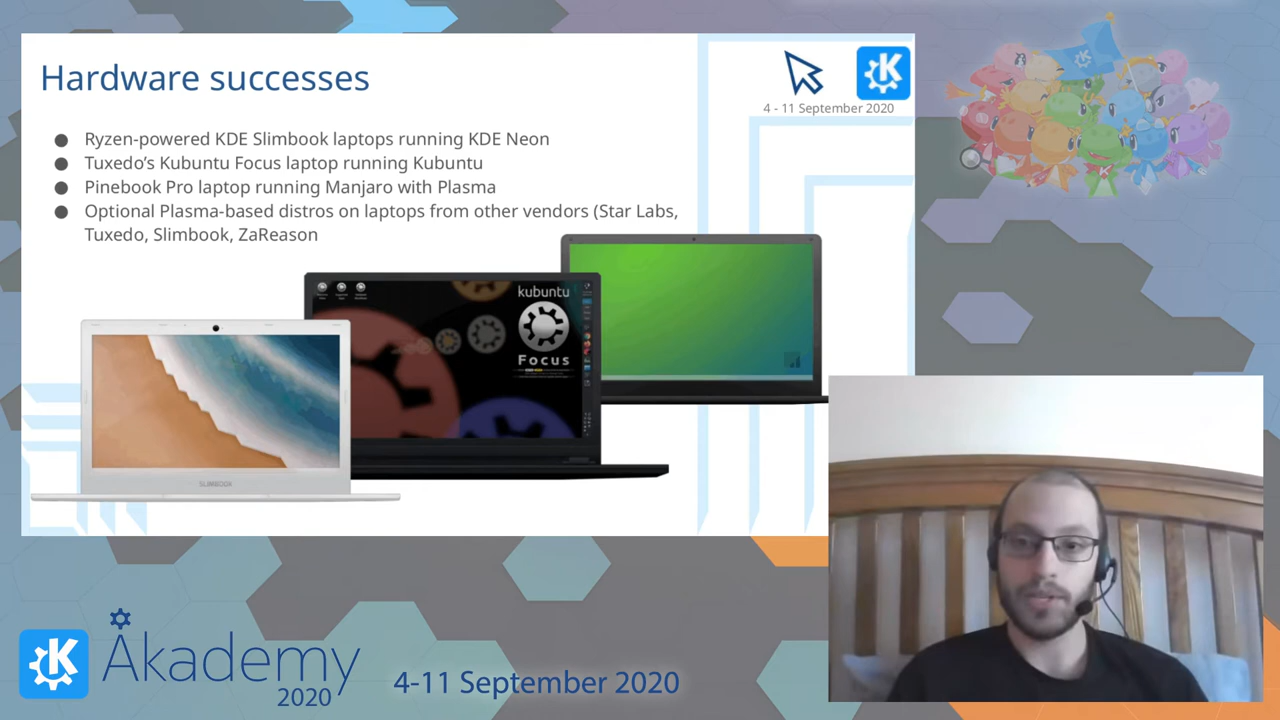 Hardware successes
4 - 11 September 2020
● Ryzen-powered KDE Slimbook laptops running KDE Neon
● Tuxedo’s Kubuntu Focus laptop running Kubuntu
● Pinebook Pro laptop running Manjaro with Plasma
● Optional Plasma-based distros on laptops from other vendors (Star Labs,
Tuxedo, Slimbook, ZaReason
kubuntu
Focus
SLIMBOOK
Akademy
2020
4-11 September 2020